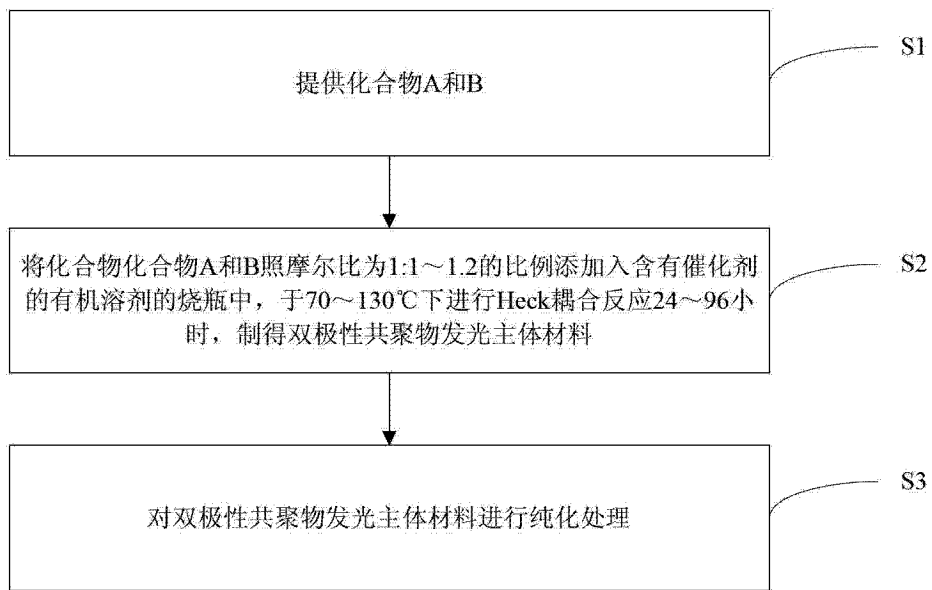 提供化合物A和B
S1
将化合物化合物A和B照摩尔比为1:1～1.2的比例添加入含有催化剂
的有机溶剂的烧瓶中，于70～130℃下进行Heck耦合反应24～96小
时，制得双极性共聚物发光主体材料
S2
对双极性共聚物发光主体材料进行纯化处理
S3